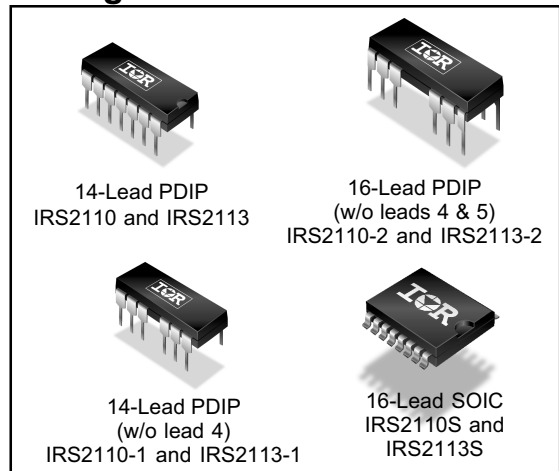 IOR
14-Lead PDIP
IRS2110 and IRS2113
IOR
16-Lead PDIP
(w/o leads 4 & 5)
IRS2110-2 and IRS2113-2
IOR
14-Lead PDIP
(w/o lead 4)
IRS2110-1 and IRS2113-1
IOR
16-Lead SOIC
IRS2110S and
IRS2113S